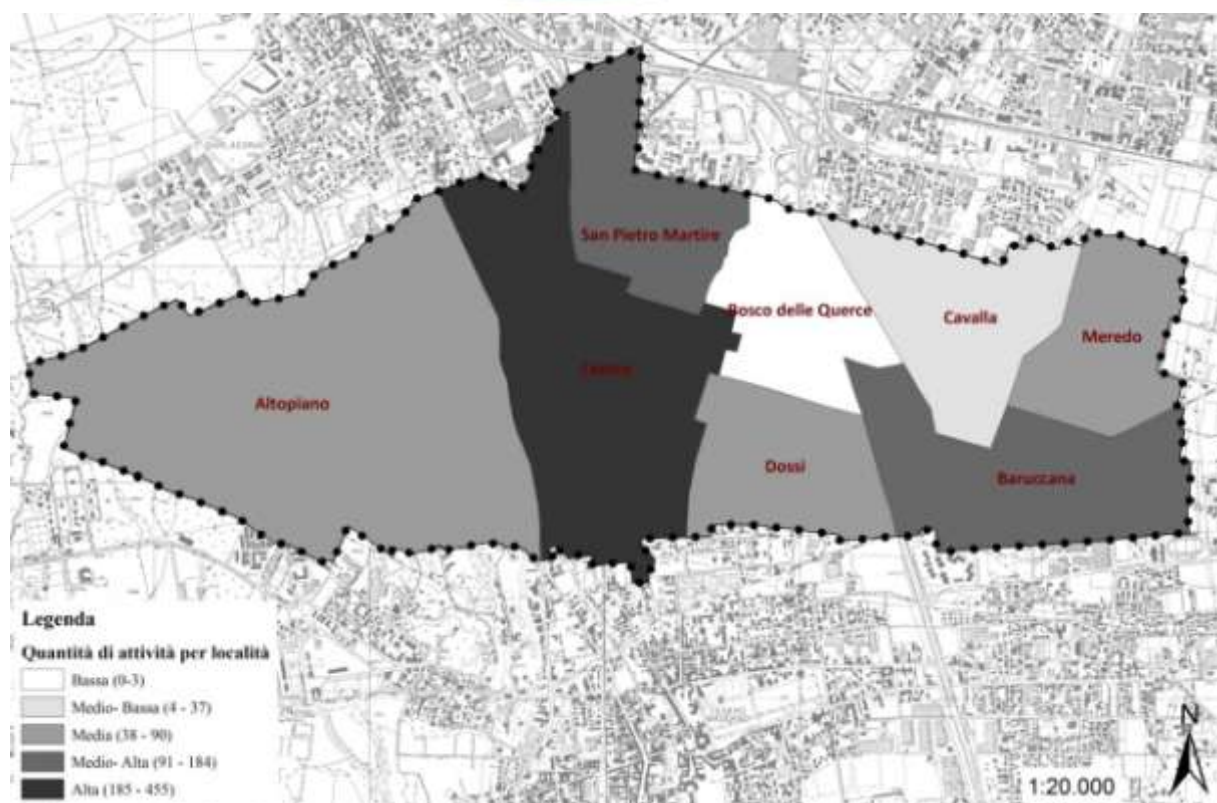 San Pietro Martire
Bosco delle Querce
Cavalla
Meredo
Centro
Altopiano
Dossi
Baruccana
Legenda
Quantità di attività per località
Bassa (0-3)
Medio- Bassa (4 - 37)
Media (38 - 90)
Medio- Alta (91 - 184)
Alta (185 - 455)
N
1:20.000